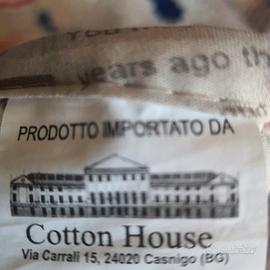 years ago th
PRODOTTO IMPORTATO DA
Cotton House
Via Carrali 15, 24020 Casnigo (BG)